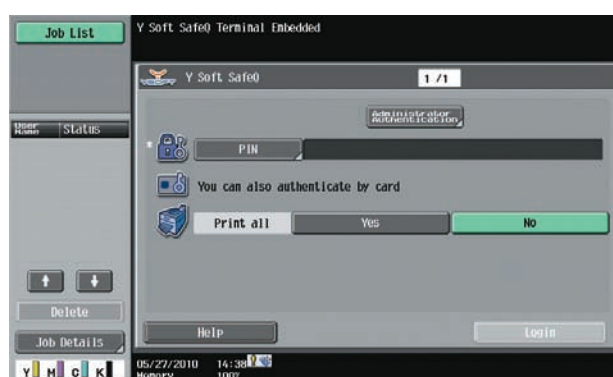 Job List
Y Soft SafeQ Terminal Embedded
Y Soft SafeQ
1 /1
Administrator
Authentication
User
Name
Status
* PIN
You can also authenticate by card
Print all Yes No
Delete
Job Details
Help Login
Y M C K
05/27/2010 14:38
Memory 100%